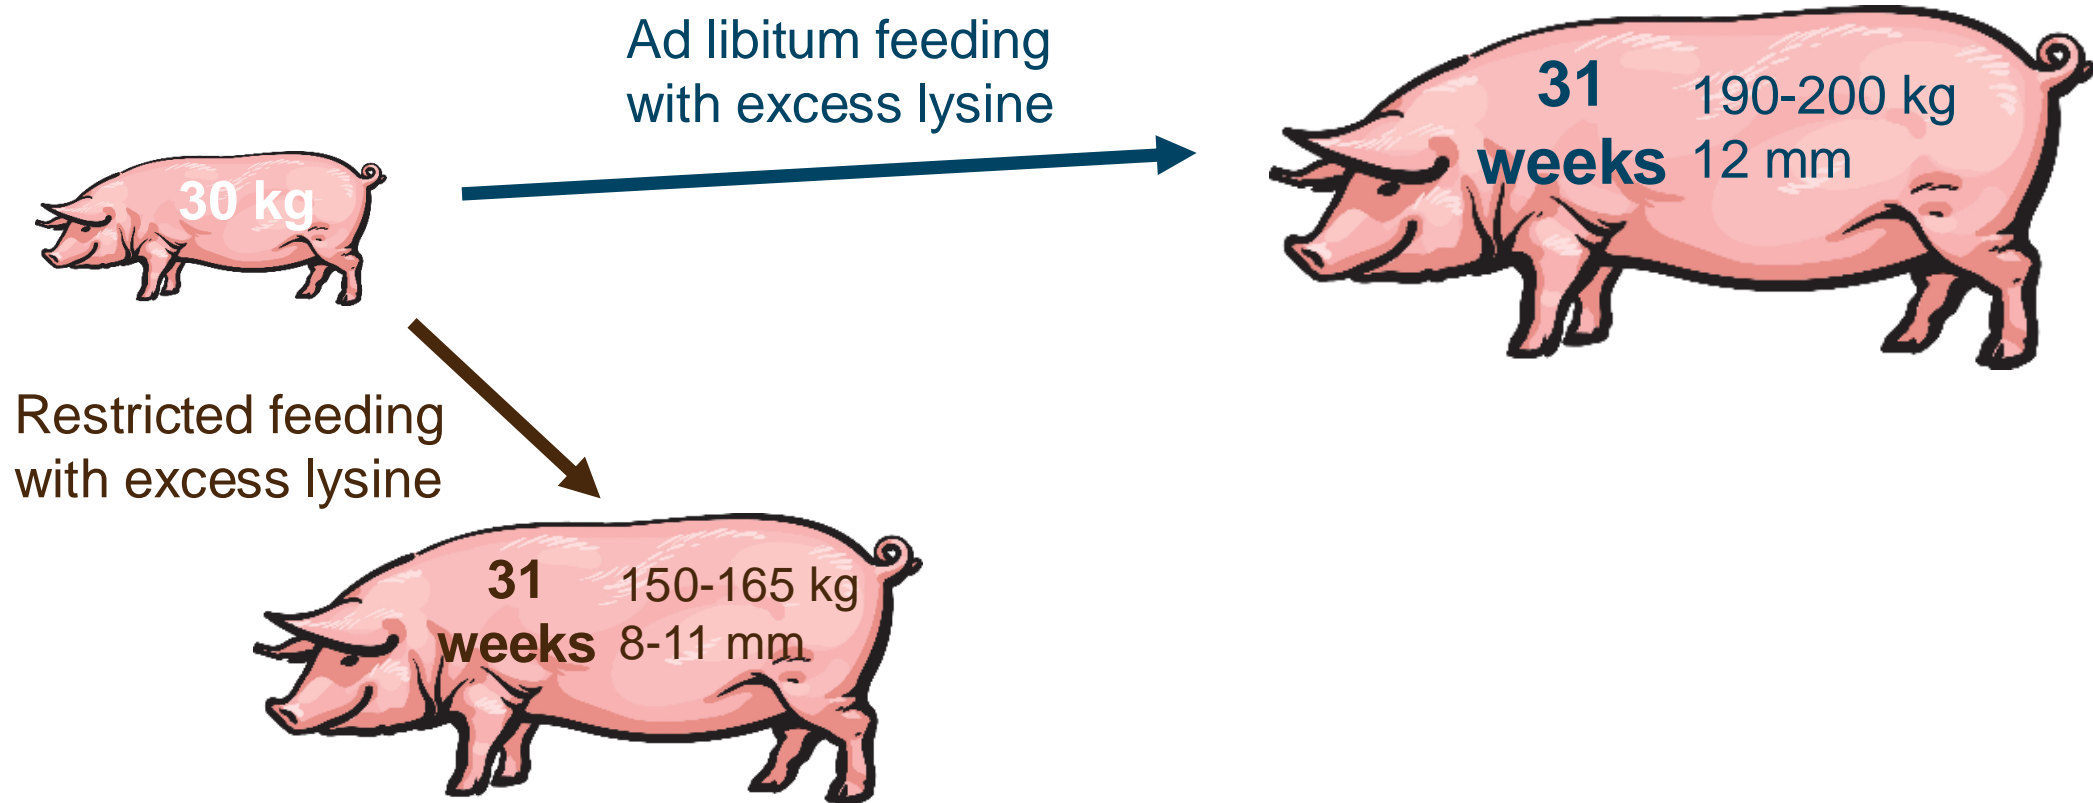 Ad libitum feeding
with excess lysine
31
weeks
190-200 kg
12 mm
30 kg
Restricted feeding
with excess lysine
31
weeks
150-165 kg
8-11 mm